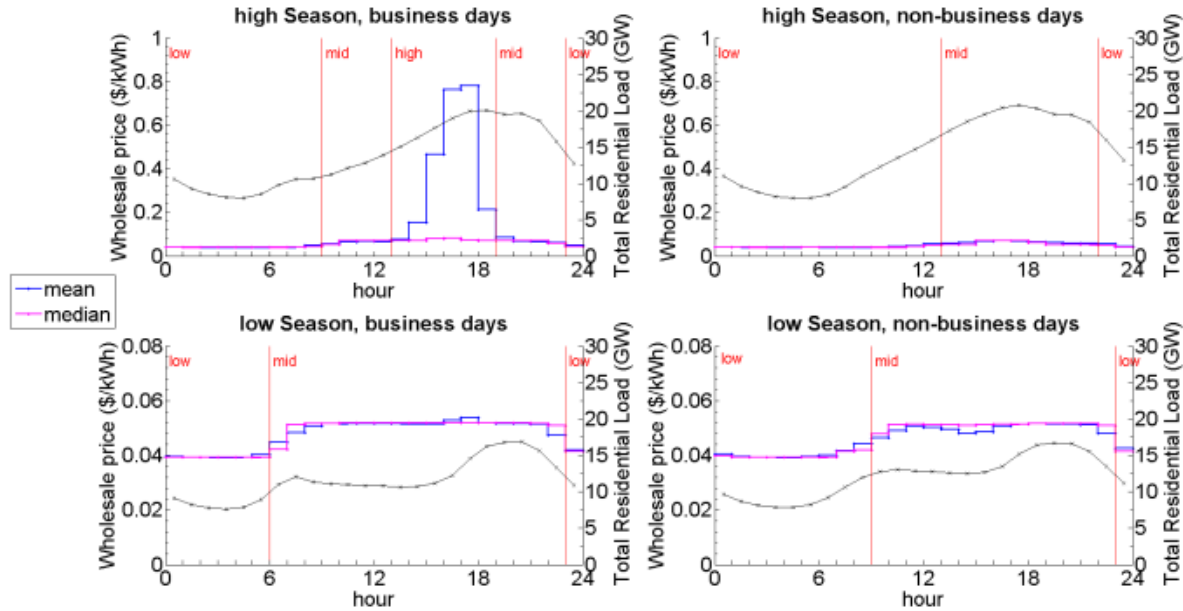 high Season, business days
high Season, non-business days
Wholesale price ($/kWh)
1
0.8
0.6
0.4
0.2
0
low
mid
high
mid
low
30
25
20
15
10
5
0
Total Residential Load (GW)
0
6
12
18
24
hour
Wholesale price ($/kWh)
1
0.8
0.6
0.4
0.2
0
low
mid
low
30
25
20
15
10
5
0
Total Residential Load (GW)
0
6
12
18
24
hour
mean
median
low Season, business days
low Season, non-business days
Wholesale price ($/kWh)
0.08
0.06
0.04
0.02
0
low
mid
low
30
25
20
15
10
5
0
Total Residential Load (GW)
0
6
12
18
24
hour
Wholesale price ($/kWh)
0.08
0.06
0.04
0.02
0
low
mid
low
30
25
20
15
10
5
0
Total Residential Load (GW)
0
6
12
18
24
hour